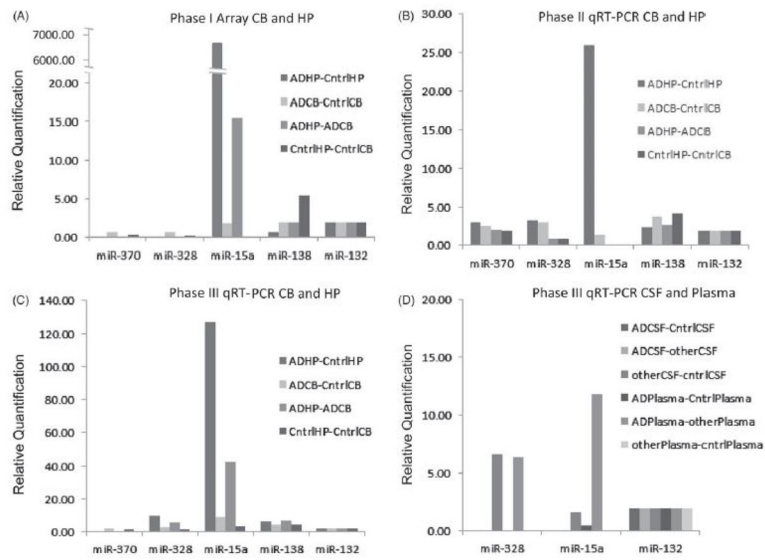 (A)
Phase I Array CB and HP
7000.00
6000.00
20.00
15.00
10.00
5.00
0.00
Relative Quantification
ADHP-CntrlHP
ADCB-CntrlCB
ADHP-ADCB
CntrlHP-CntrlCB
miR-370 miR-328 miR-15a miR-138 miR-132
(B)
Phase II qRT-PCR CB and HP
30.00
25.00
20.00
15.00
10.00
5.00
0.00
Relative Quantification
ADHP-CntrlHP
ADCB-CntrlCB
ADHP-ADCB
CntrlHP-CntrlCB
miR-370 miR-328 miR-15a miR-138 miR-132
(C)
Phase III qRT-PCR CB and HP
140.00
120.00
100.00
80.00
60.00
40.00
20.00
0.00
Relative Quantification
ADHP-CntrlHP
ADCB-CntrlCB
ADHP-ADCB
CntrlHP-CntrlCB
miR-370 miR-328 miR-15a miR-138 miR-132
(D)
Phase III qRT-PCR CSF and Plasma
20.00
15.00
10.00
5.00
0.00
Relative Quantification
ADCSF-CntrlCSF
ADCSF-otherCSF
otherCSF-cntrlCSF
ADPlasma-CntrlPlasma
ADPlasma-otherPlasma
otherPlasma-cntrlPlasma
miR-328 miR-15a miR-132